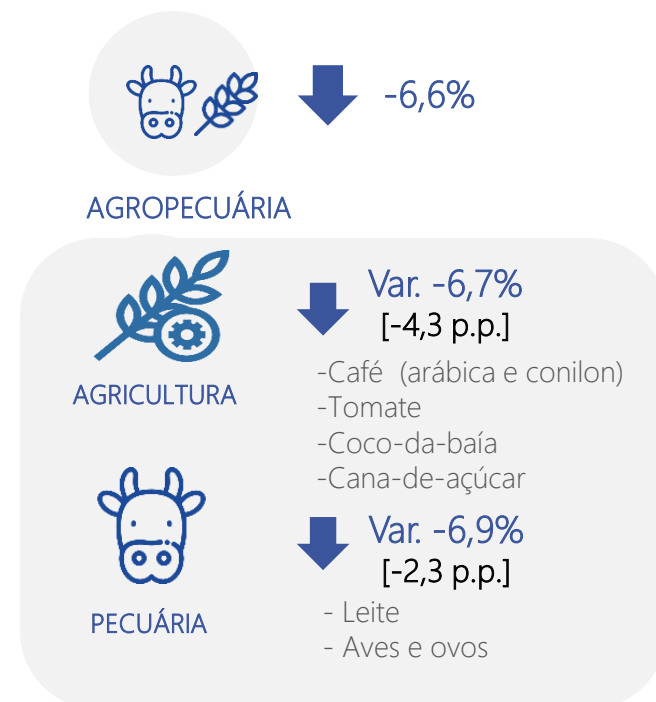 -6,6%
AGROPECUÁRIA
Var. -6,7%
[-4,3 p.p.]
-Café  (arábica e conilon)
-Tomate
-Coco-da-baía
-Cana-de-açúcar
AGRICULTURA
Var. -6,9%
[-2,3 p.p.]
- Leite
- Aves e ovos
PECUÁRIA